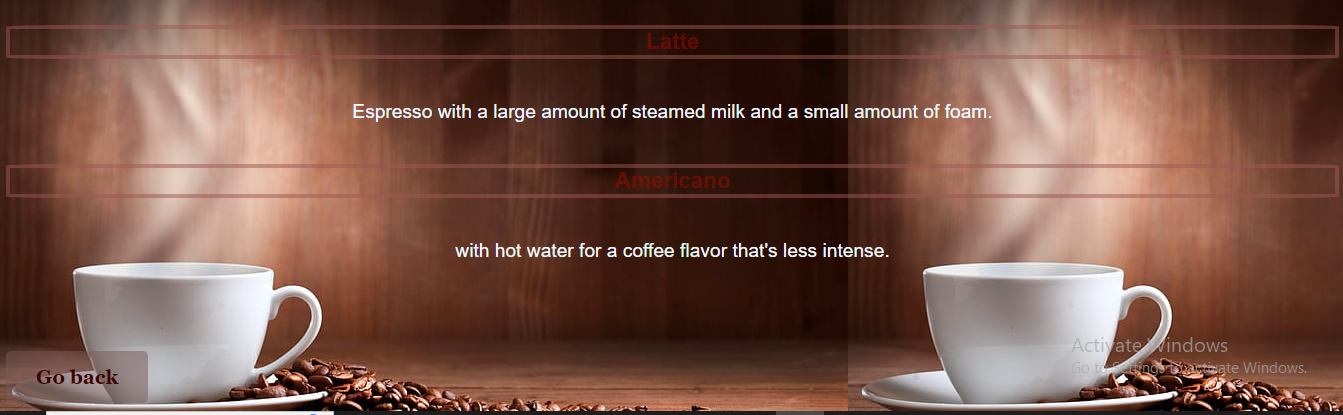 Latte
Espresso with a large amount of steamed milk and a small amount of foam.
Americano
with hot water for a coffee flavor that's less intense.
Activate Windows
Go to Settings to activate Windows.
Go back